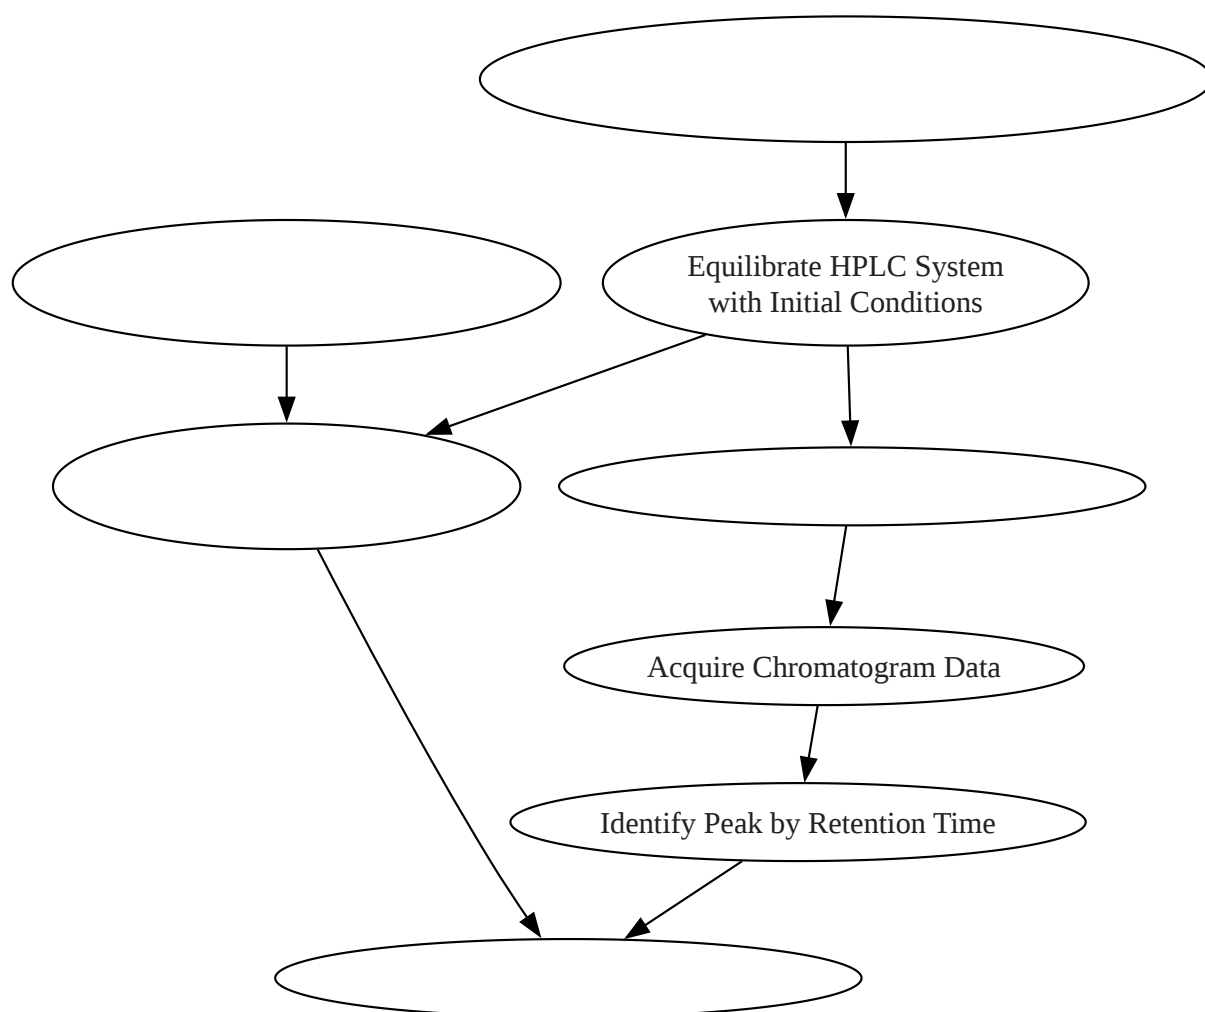 Equilibrate HPLC System
with Initial Conditions
Acquire Chromatogram Data
Identify Peak by Retention Time